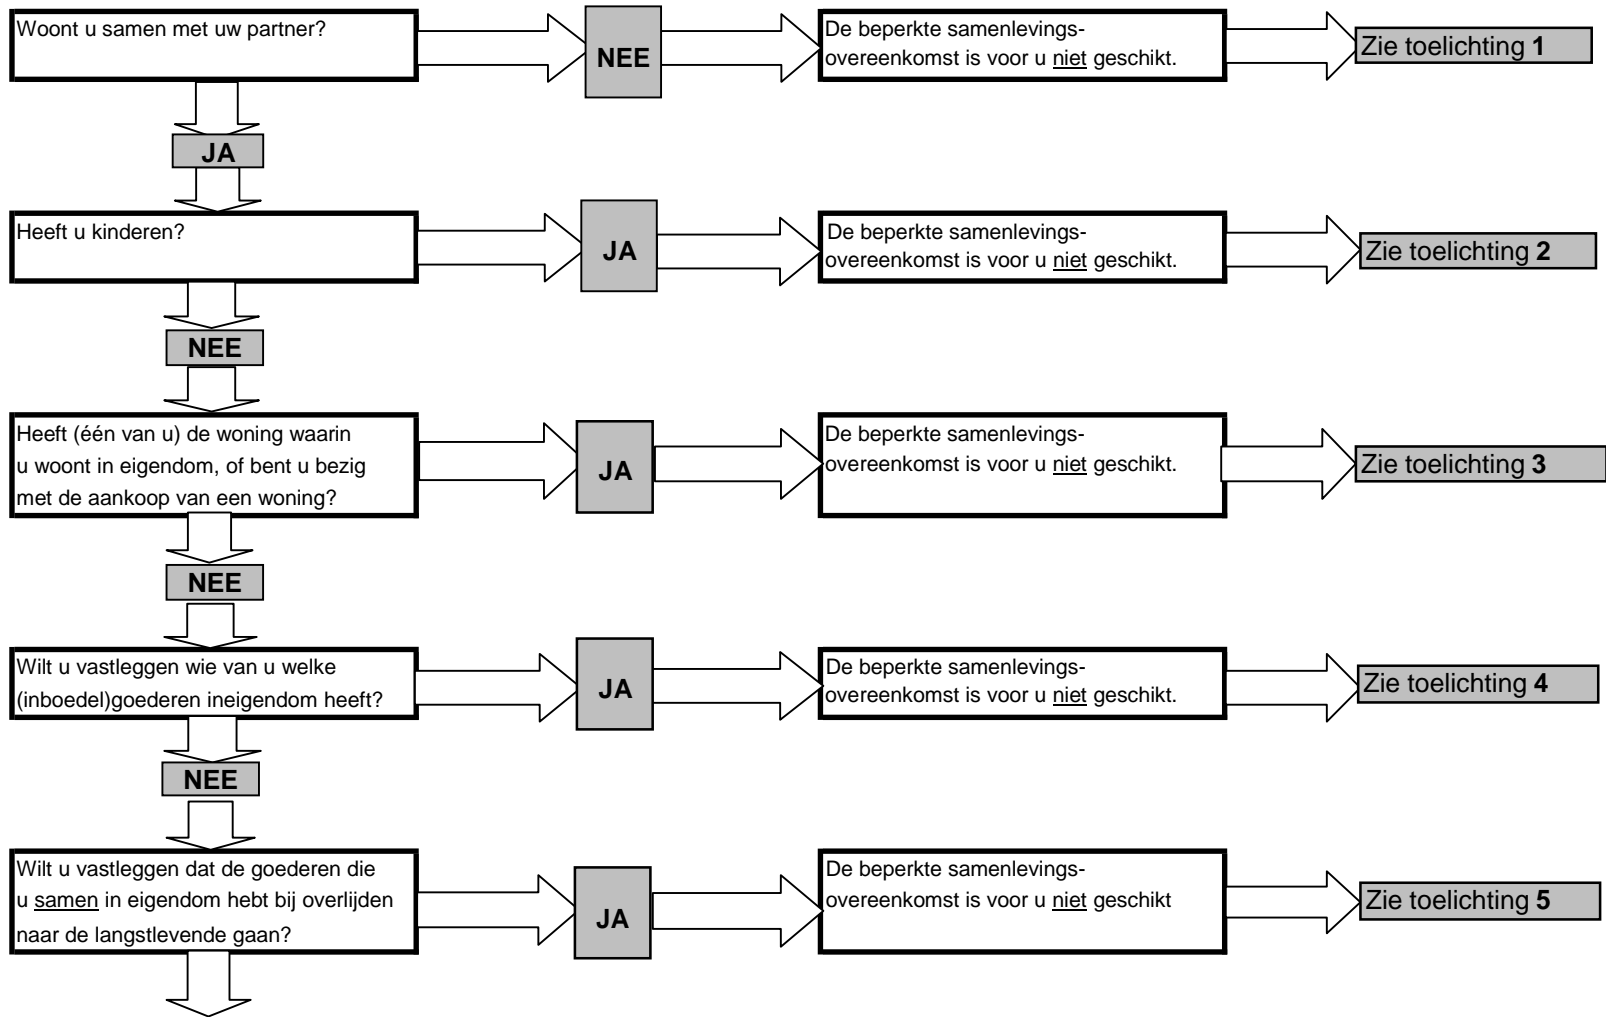 Woont u samen met uw partner?
NEE
De beperkte samenlevings-
overeenkomst is voor u niet geschikt.
Zie toelichting 1
JA
Heeft u kinderen?
JA
De beperkte samenlevings-
overeenkomst is voor u niet geschikt.
Zie toelichting 2
NEE
Heeft (één van u) de woning waarin
u woont in eigendom, of bent u bezig
met de aankoop van een woning?
JA
De beperkte samenlevings-
overeenkomst is voor u niet geschikt.
Zie toelichting 3
NEE
Wilt u vastleggen wie van u welke
(inboedel)goederen ineigendom heeft?
JA
De beperkte samenlevings-
overeenkomst is voor u niet geschikt.
Zie toelichting 4
NEE
Wilt u vastleggen dat de goederen die
u samen in eigendom hebt bij overlijden
naar de langstlevende gaan?
JA
De beperkte samenlevings-
overeenkomst is voor u niet geschikt
Zie toelichting 5